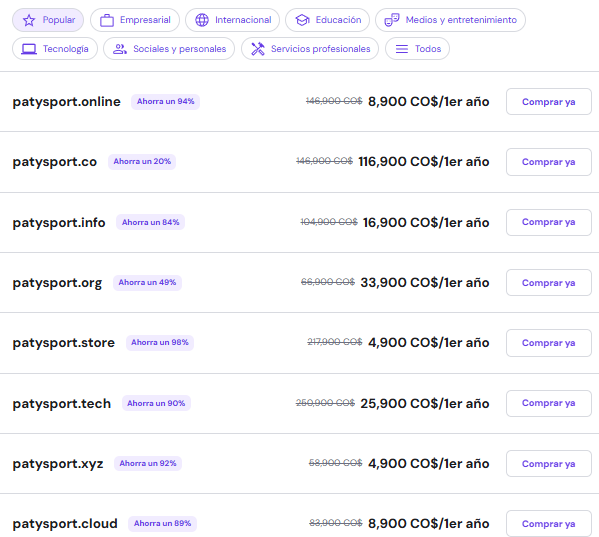 Popular Empresarial Internacional Educación Medios y entretenimiento
Tecnología Sociales y personales Servicios profesionales Todos
patysport.online Ahorra un 94% 146,900 CO$ 8,900 CO$/1er año Comprar ya
patysport.co Ahorra un 20% 146,900 CO$ 116,900 CO$/1er año Comprar ya
patysport.info Ahorra un 84% 104,900 CO$ 16,900 CO$/1er año Comprar ya
patysport.org Ahorra un 49% 66,900 CO$ 33,900 CO$/1er año Comprar ya
patysport.store Ahorra un 98% 217,900 CO$ 4,900 CO$/1er año Comprar ya
patysport.tech Ahorra un 90% 250,900 CO$ 25,900 CO$/1er año Comprar ya
patysport.xyz Ahorra un 92% 58,900 CO$ 4,900 CO$/1er año Comprar ya
patysport.cloud Ahorra un 89% 83,900 CO$ 8,900 CO$/1er año Comprar ya